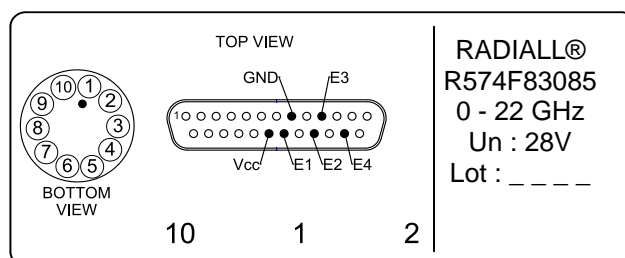 TOP VIEW
GND E3
1
Vcc E1 E2 E4
10 1
9 2
8 3
7 4
6 5
BOTTOM
VIEW
10 1 2
RADIALL®
R574F83085
0 - 22 GHz
Un : 28V
Lot : _ _ _ _